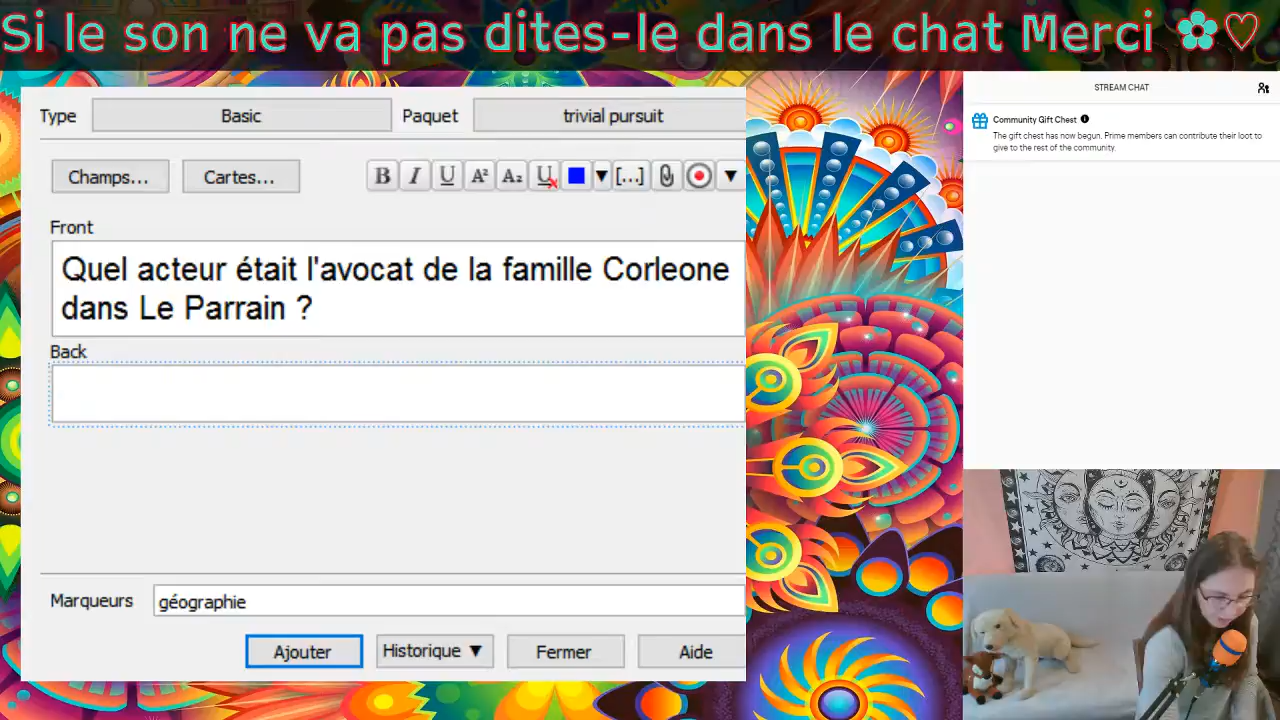 Si le son ne va pas dites-le dans le chat Merci ✿♡
Type Basic Paquet trivial pursuit
Champs... Cartes... B I U A² A₂ U [...]
Front
Quel acteur était l'avocat de la famille Corleone
dans Le Parrain ?
Back
Marqueurs géographie
Ajouter Historique ▼ Fermer Aide
STREAM CHAT
Community Gift Chest
The gift chest has now begun. Prime members can contribute their loot to
give to the rest of the community.